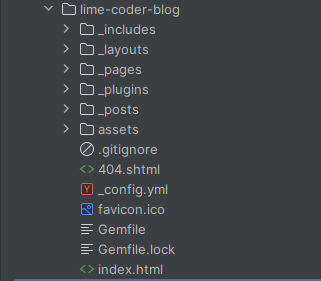 lime-coder-blog
_includes
_layouts
_pages
_plugins
_posts
assets
.gitignore
404.shtml
_config.yml
favicon.ico
Gemfile
Gemfile.lock
index.html